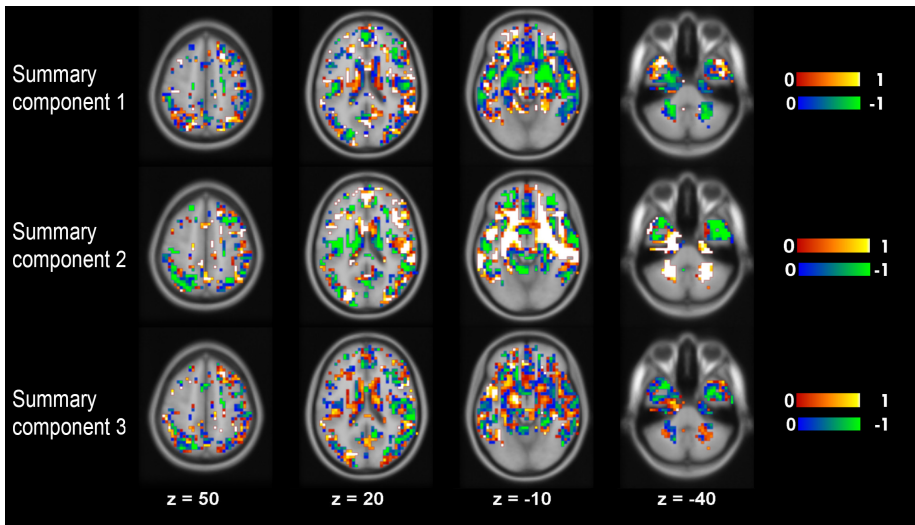 Summary
component 1
0 1
0 -1
Summary
component 2
0 1
0 -1
Summary
component 3
0 1
0 -1
z = 50 z = 20 z = -10 z = -40